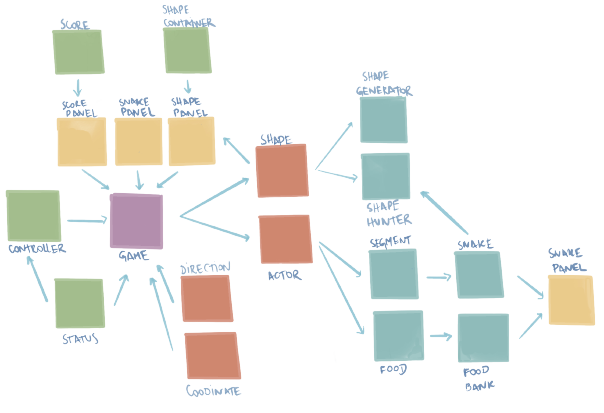 SCORE
SHAPE
CONTAINER
SCORE
PANEL
SNAKE
PANEL
SHAPE
PANEL
SHAPE
GENERATOR
SHAPE
SHAPE
HUNTER
CONTROLLER
GAME
ACTOR
SEGMENT
SNAKE
SNAKE
PANEL
DIRECTION
STATUS
COODINATE
FOOD
FOOD
BANK